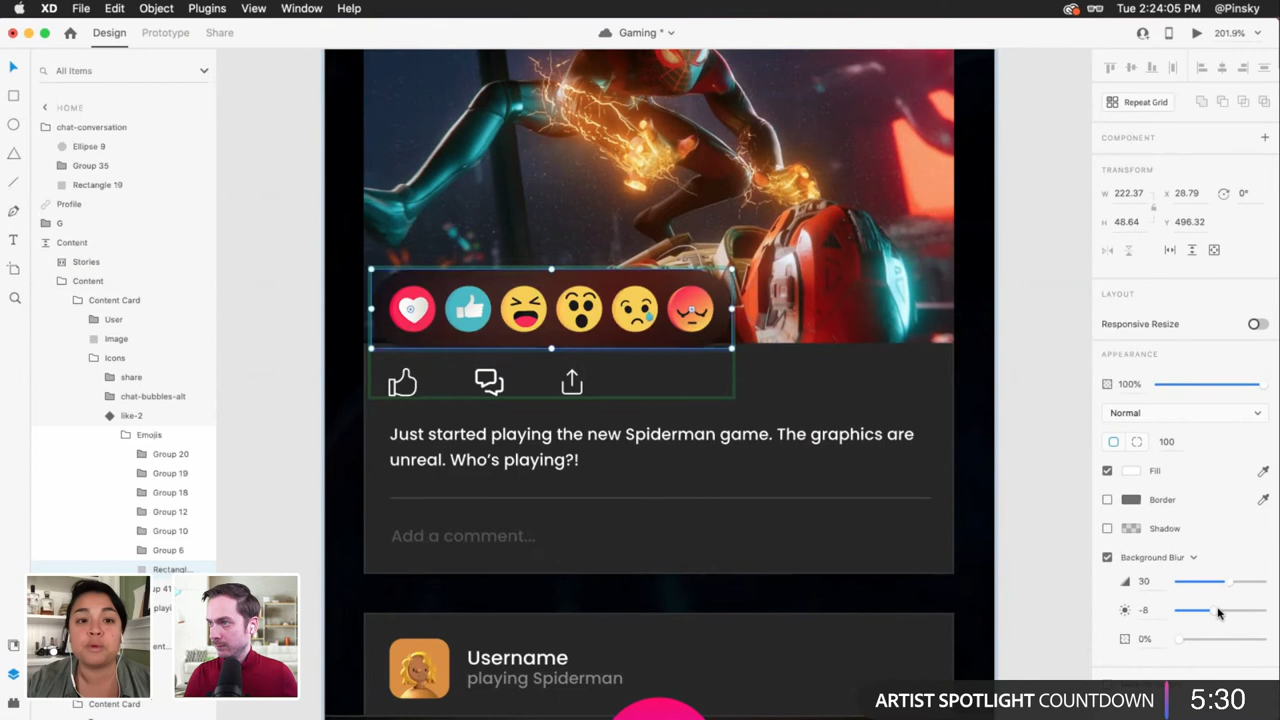 XD File Edit Object Plugins View Window Help Tue 2:24:05 PM @Pinsky
Design Prototype Share Gaming * 201.9%
All Items
HOME
chat-conversation
Ellipse 9
Group 35
Rectangle 19
Profile
G
Content
Stories
Content
Content Card
User
Image
Icons
share
chat-bubbles-alt
like-2
Emojis
Group 20
Group 19
Group 18
Group 12
Group 10
Group 6
Rectangl...
Content Card
Just started playing the new Spiderman game. The graphics are
unreal. Who's playing?!
Add a comment...
Username
playing Spiderman
Repeat Grid
COMPONENT
TRANSFORM
W 222.37 X 28.79 0°
H 48.64 Y 496.32
LAYOUT
Responsive Resize
APPEARANCE
100%
Normal
100
Fill
Border
Shadow
Background Blur
30
-8
0%
ARTIST SPOTLIGHT COUNTDOWN 5:30